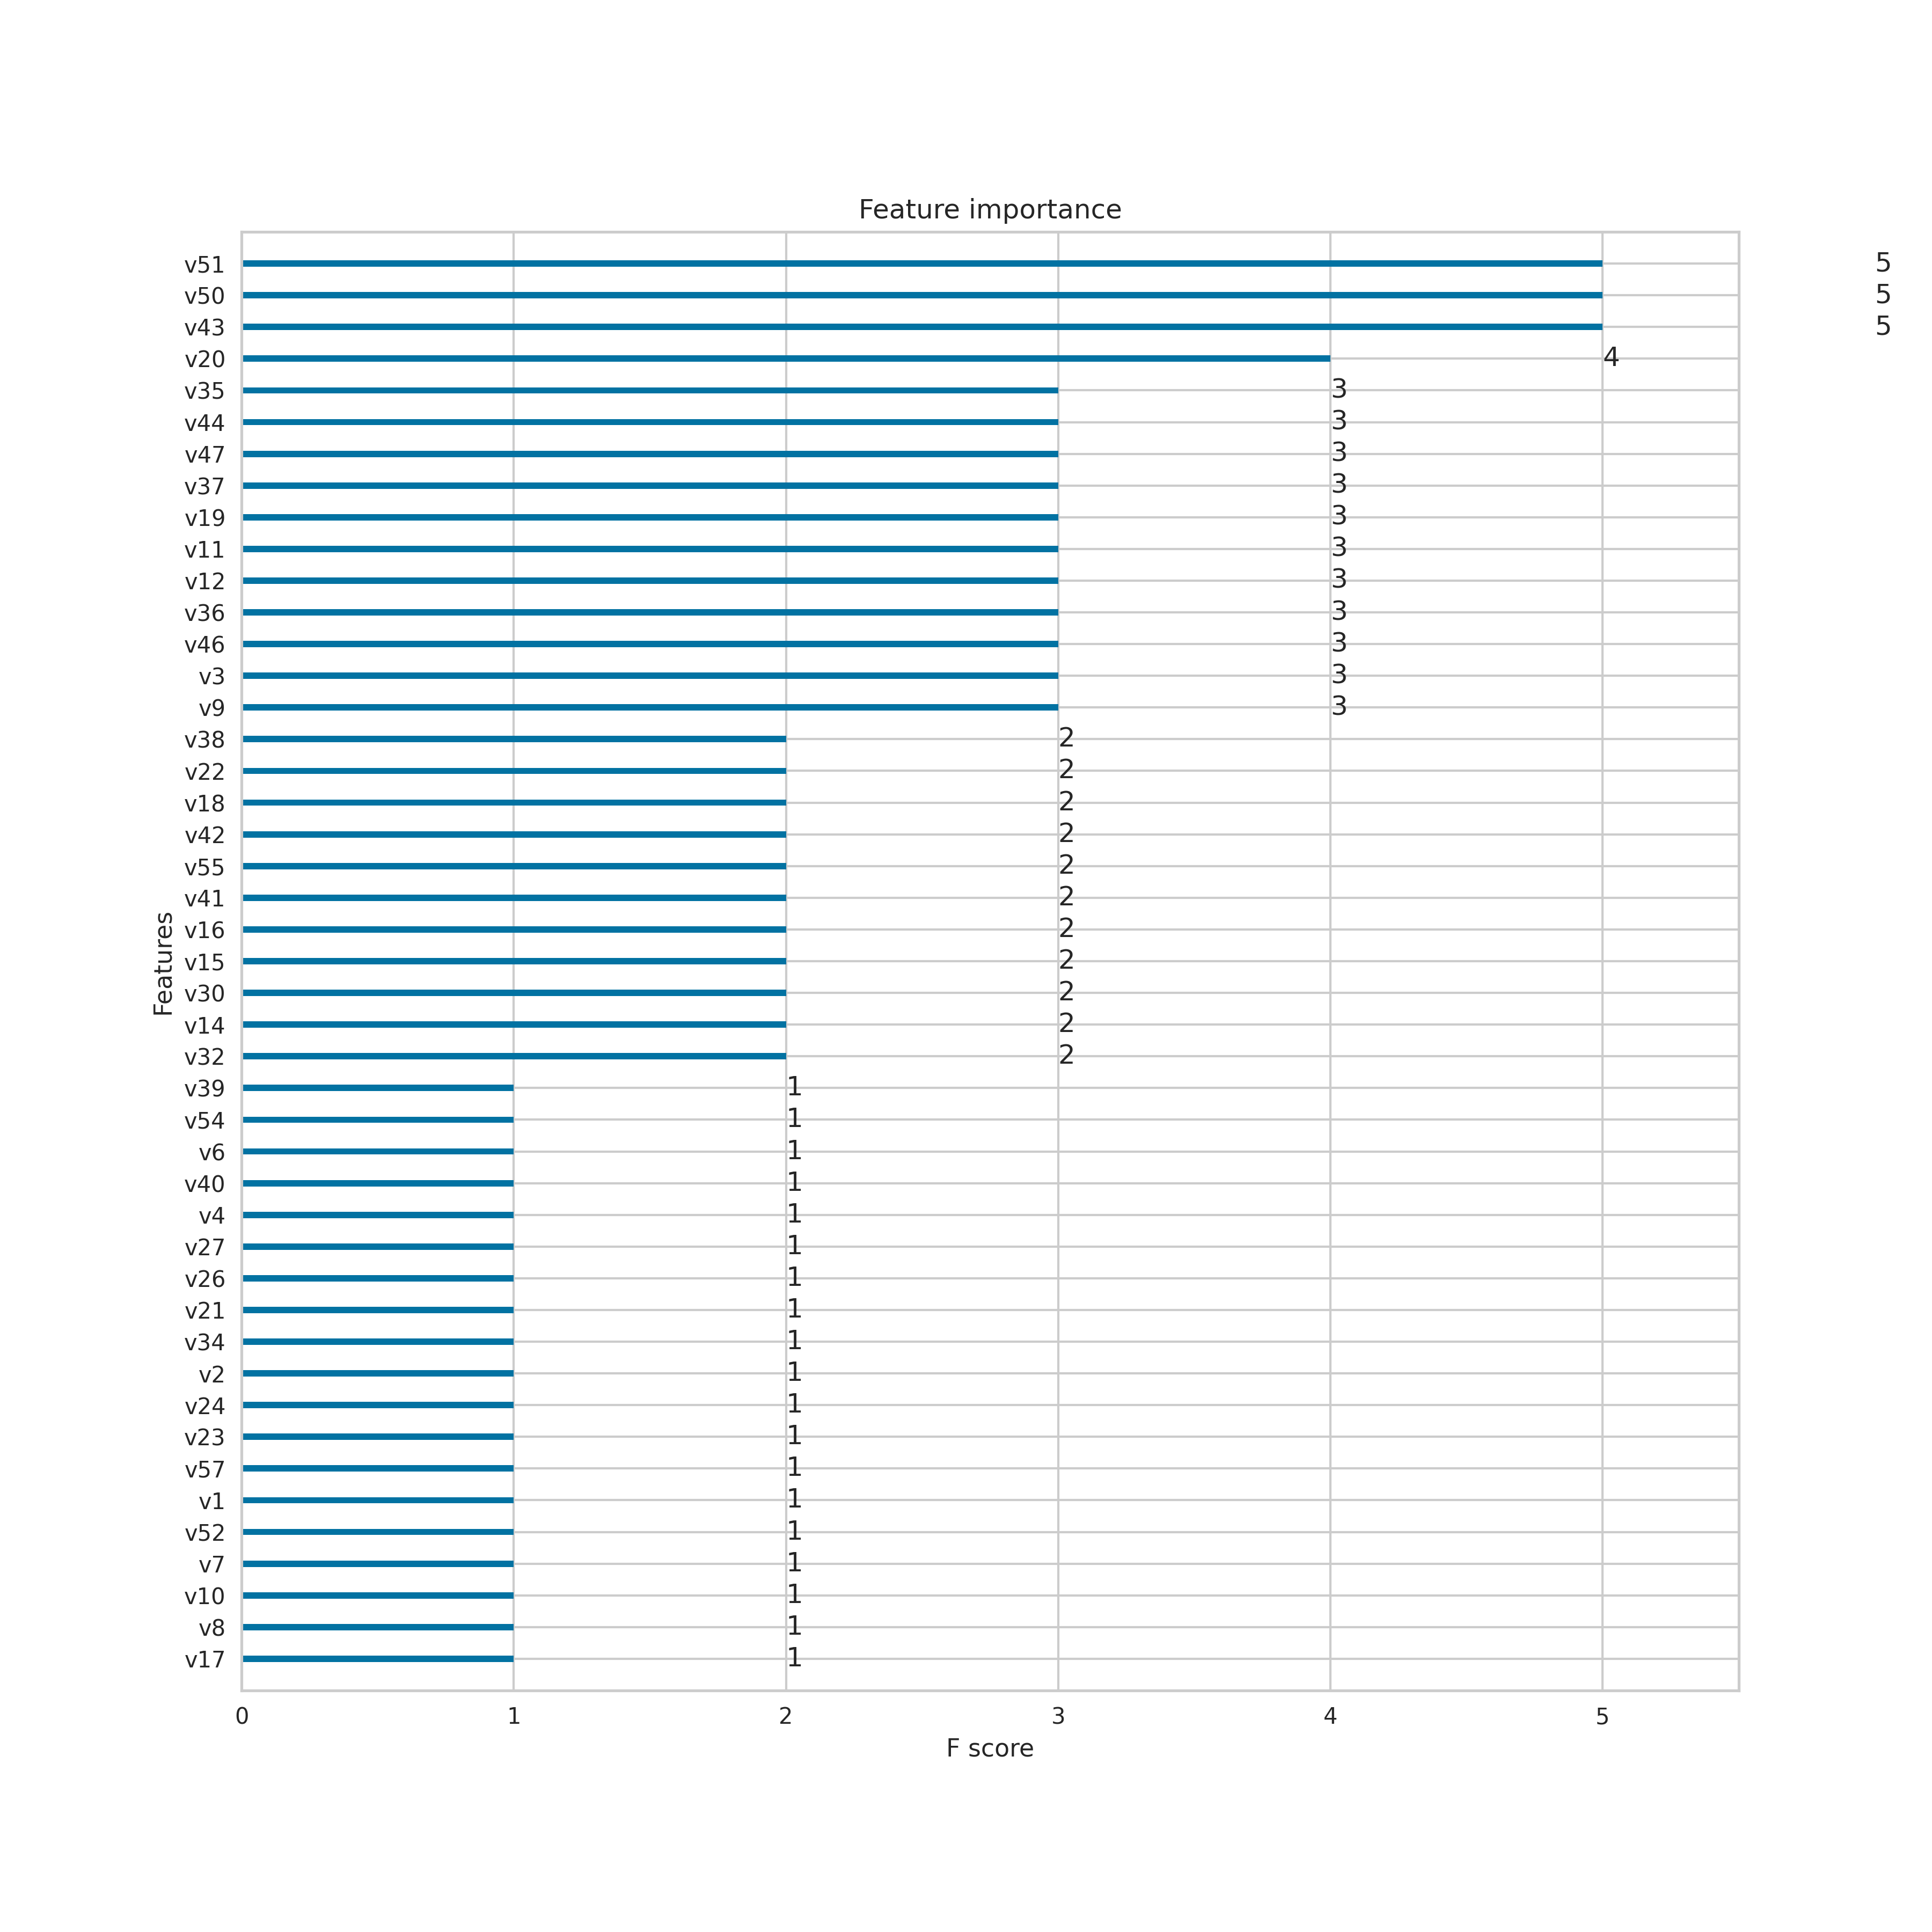 Feature importance
v51 5
v50 5
v43 5
v20 4
v35 3
v44 3
v47 3
v37 3
v19 3
v11 3
v12 3
v36 3
v46 3
v3 3
v9 3
v38 2
v22 2
v18 2
v42 2
v55 2
v41 2
v16 2
v15 2
v30 2
v14 2
v32 2
v39 1
v54 1
v6 1
v40 1
v4 1
v27 1
v26 1
v21 1
v34 1
v2 1
v24 1
v23 1
v57 1
v1 1
v52 1
v7 1
v10 1
v8 1
v17 1
Features
0 1 2 3 4 5
F score